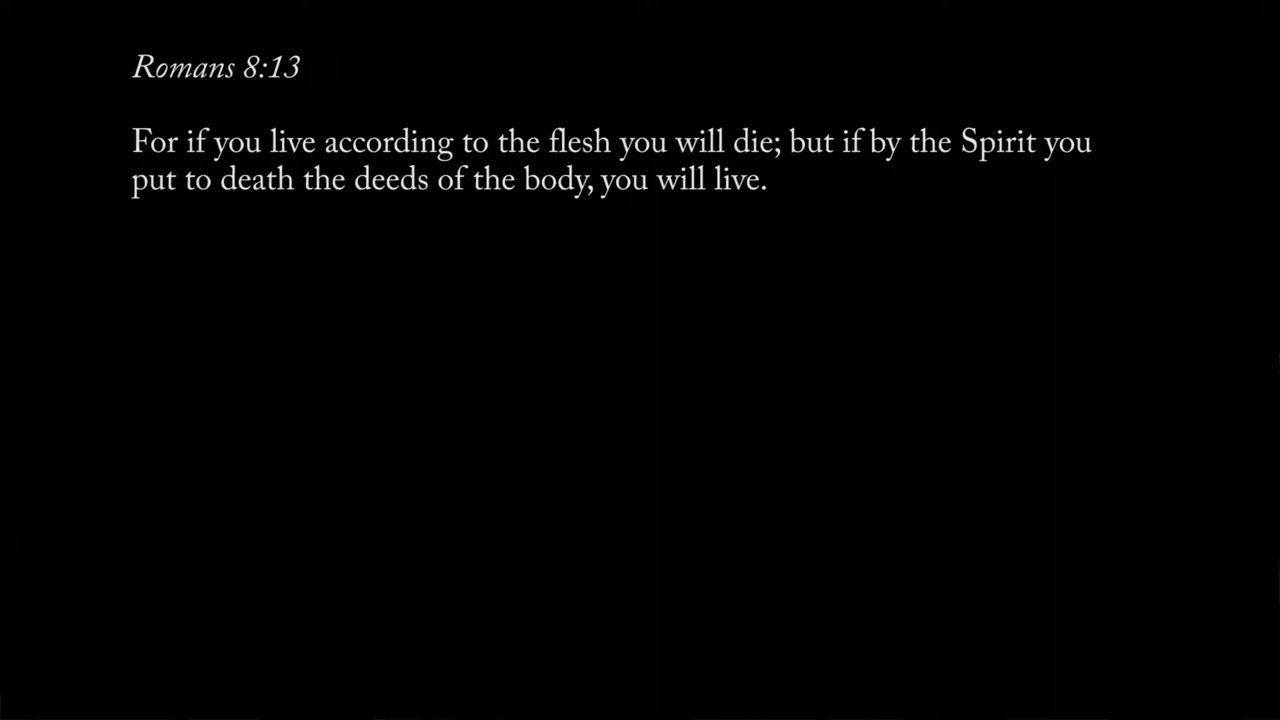 Romans 8:13
For if you live according to the flesh you will die; but if by the Spirit you
put to death the deeds of the body, you will live.